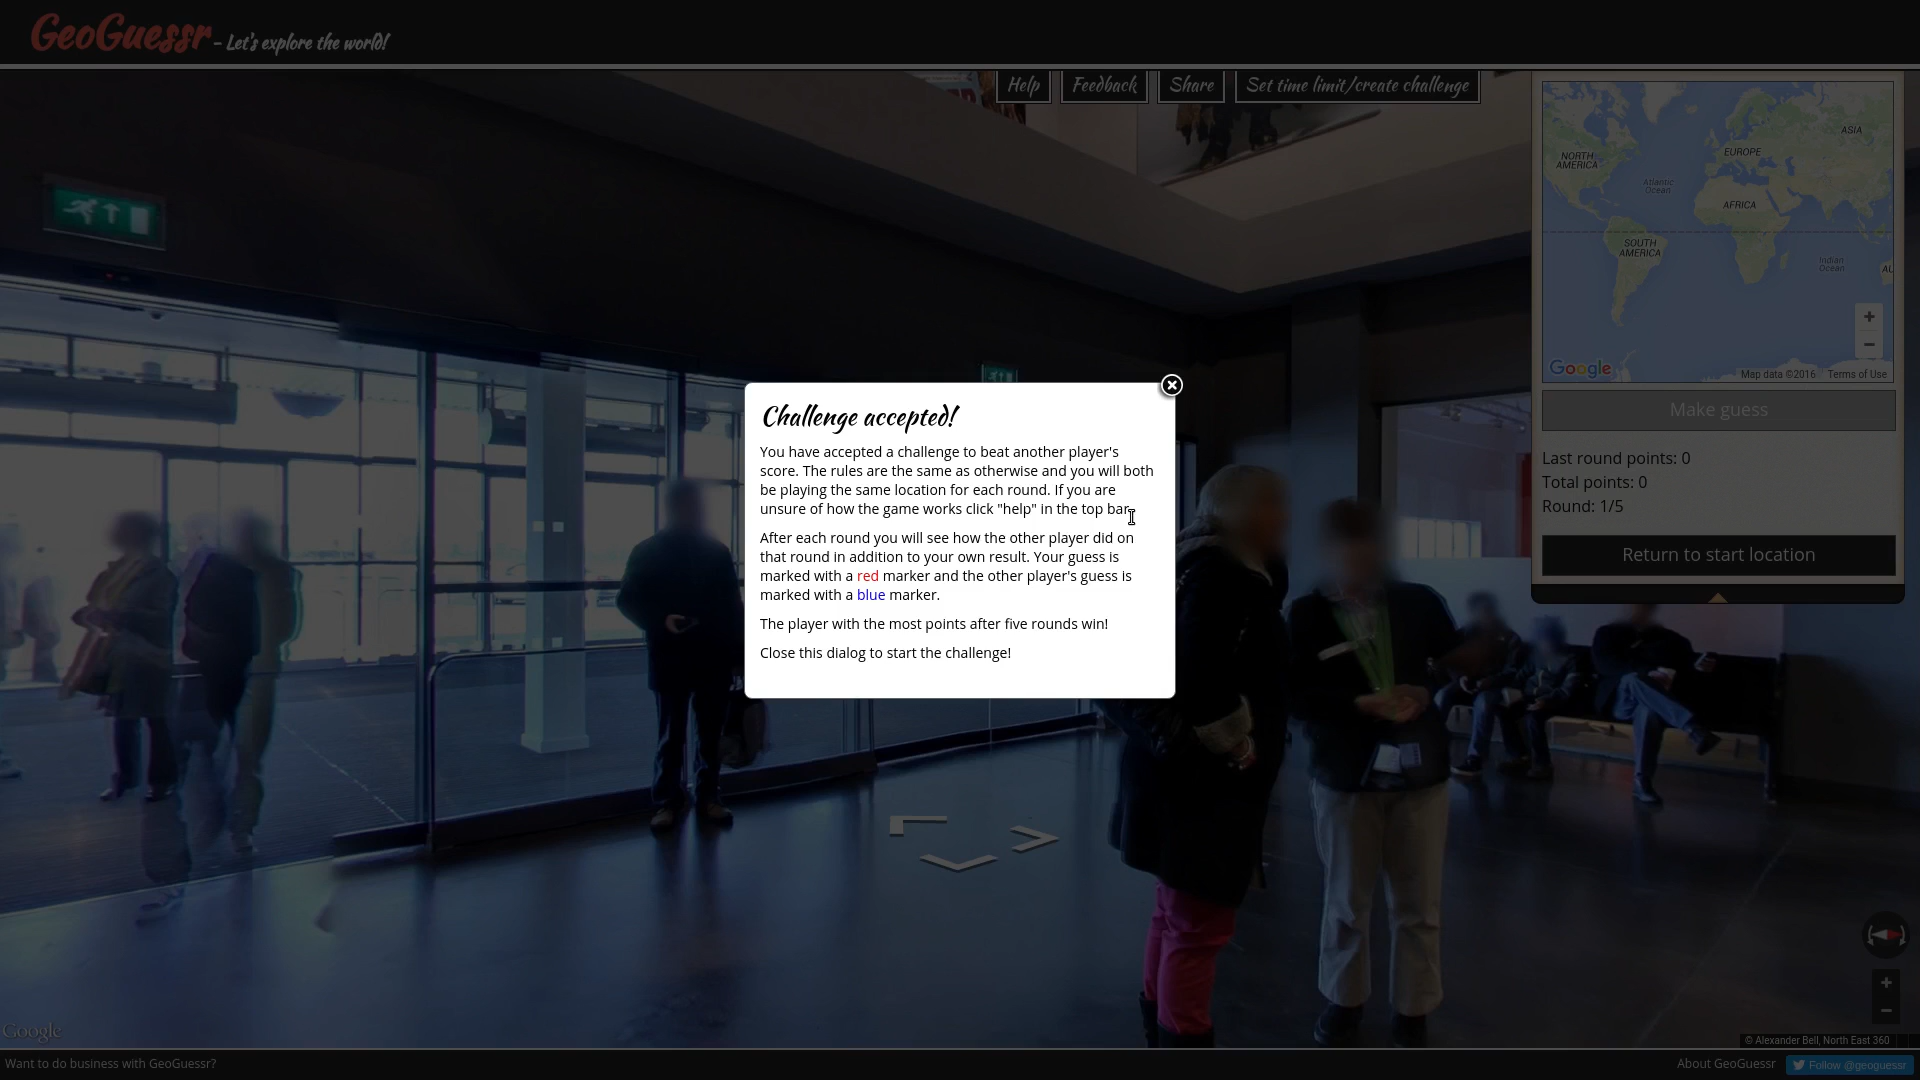 GeoGuessr - Let's explore the world!
Help
Feedback
Share
Set time limit/create challenge
NORTH AMERICA
Atlantic Ocean
EUROPE
ASIA
AFRICA
SOUTH AMERICA
Indian Ocean
AU
+
−
Google
Map data ©2016
Terms of Use
Make guess
Last round points: 0
Total points: 0
Round: 1/5
Return to start location
Challenge accepted!
You have accepted a challenge to beat another player's
score. The rules are the same as otherwise and you will both
be playing the same location for each round. If you are
unsure of how the game works click "help" in the top bar.
After each round you will see how the other player did on
that round in addition to your own result. Your guess is
marked with a red marker and the other player's guess is
marked with a blue marker.
The player with the most points after five rounds win!
Close this dialog to start the challenge!
+
−
Google
© Alexander Bell, North East 360
Want to do business with GeoGuessr?
About GeoGuessr
Follow @geoguessr